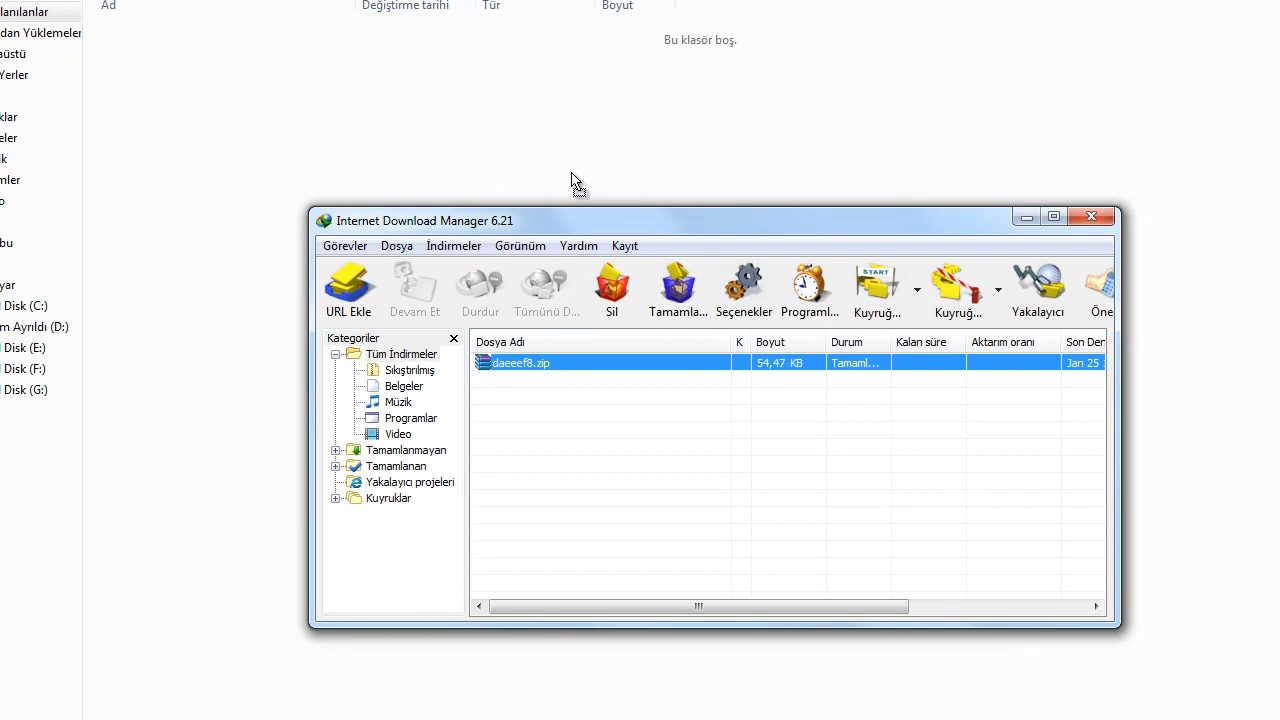 Ad Değiştirme tarihi Tür Boyut
Bu klasör boş.
lanılanlar
dan Yüklemeler
aüstü
Yerler
klar
eler
ik
mler
o
bu
yar
l Disk (C:)
m Ayrıldı (D:)
l Disk (E:)
l Disk (F:)
l Disk (G:)
Internet Download Manager 6.21
Görevler Dosya İndirmeler Görünüm Yardım Kayıt
START
URL Ekle Devam Et Durdur Tümünü D... Sil Tamamla... Seçenekler Programl... Kuyruğ... Kuyruğ... Yakalayıcı Öne
Kategoriler
Tüm İndirmeler
Sıkıştırılmış
Belgeler
Müzik
Programlar
Video
Tamamlanmayan
Tamamlanan
Yakalayıcı projeleri
Kuyruklar
Dosya Adı K Boyut Durum Kalan süre Aktarım oranı Son Den
daeeef8.zip 54,47 KB Tamaml... Jan 25